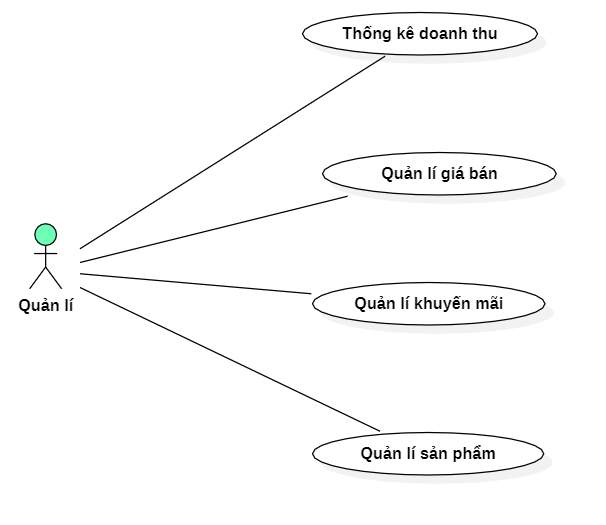 Thống kê doanh thu
Quản lí giá bán
Quản lí
Quản lí khuyến mãi
Quản lí sản phẩm